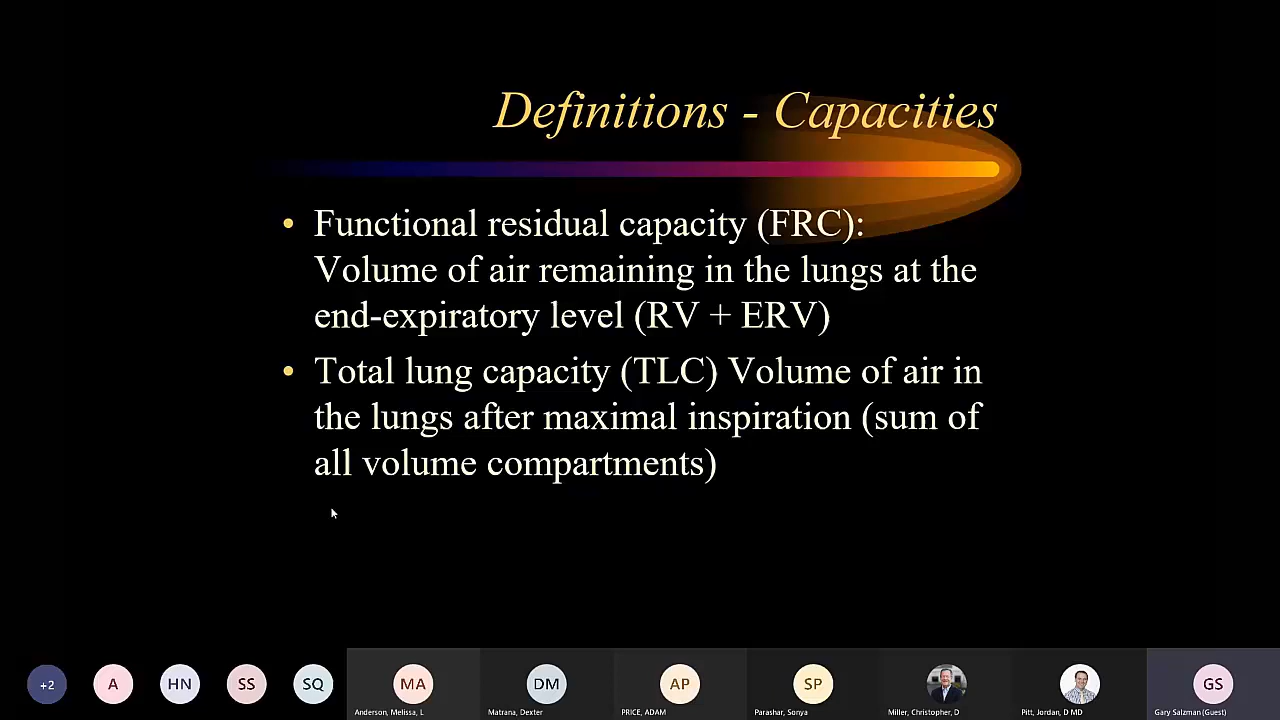 Definitions - Capacities
• Functional residual capacity (FRC):
Volume of air remaining in the lungs at the
end-expiratory level (RV + ERV)
• Total lung capacity (TLC) Volume of air in
the lungs after maximal inspiration (sum of
all volume compartments)
+2 A HN SS SQ MA DM AP SP GS
Anderson, Melissa, L Matrana, Dexter PRICE, ADAM Parashar, Sonya Miller, Christopher, D Pitt, Jordan, D MD Gary Salzman (Guest)